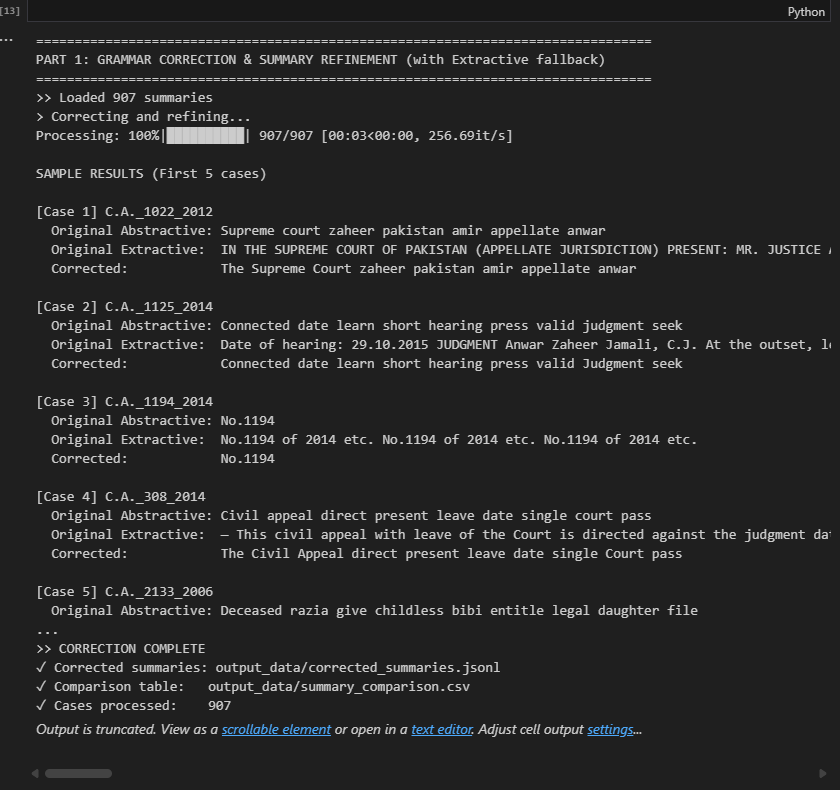 [13]
Python
...
================================================================================
PART 1: GRAMMAR CORRECTION & SUMMARY REFINEMENT (with Extractive fallback)
================================================================================
>> Loaded 907 summaries
> Correcting and refining...
Processing: 100%|██████████| 907/907 [00:03<00:00, 256.69it/s]
SAMPLE RESULTS (First 5 cases)
[Case 1] C.A._1022_2012
Original Abstractive: Supreme court zaheer pakistan amir appellate anwar
Original Extractive:  IN THE SUPREME COURT OF PAKISTAN (APPELLATE JURISDICTION) PRESENT: MR. JUSTICE
Corrected:            The Supreme Court zaheer pakistan amir appellate anwar
[Case 2] C.A._1125_2014
Original Abstractive: Connected date learn short hearing press valid judgment seek
Original Extractive:  Date of hearing: 29.10.2015 JUDGMENT Anwar Zaheer Jamali, C.J. At the outset,
Corrected:            Connected date learn short hearing press valid Judgment seek
[Case 3] C.A._1194_2014
Original Abstractive: No.1194
Original Extractive:  No.1194 of 2014 etc. No.1194 of 2014 etc. No.1194 of 2014 etc.
Corrected:            No.1194
[Case 4] C.A._308_2014
Original Abstractive: Civil appeal direct present leave date single court pass
Original Extractive:  — This civil appeal with leave of the Court is directed against the judgment
Corrected:            The Civil Appeal direct present leave date single Court pass
[Case 5] C.A._2133_2006
Original Abstractive: Deceased razia give childless bibi entitle legal daughter file
...
>> CORRECTION COMPLETE
✓ Corrected summaries: output_data/corrected_summaries.jsonl
✓ Comparison table:   output_data/summary_comparison.csv
✓ Cases processed:    907
Output is truncated. View as a scrollable element or open in a text editor. Adjust cell output settings...